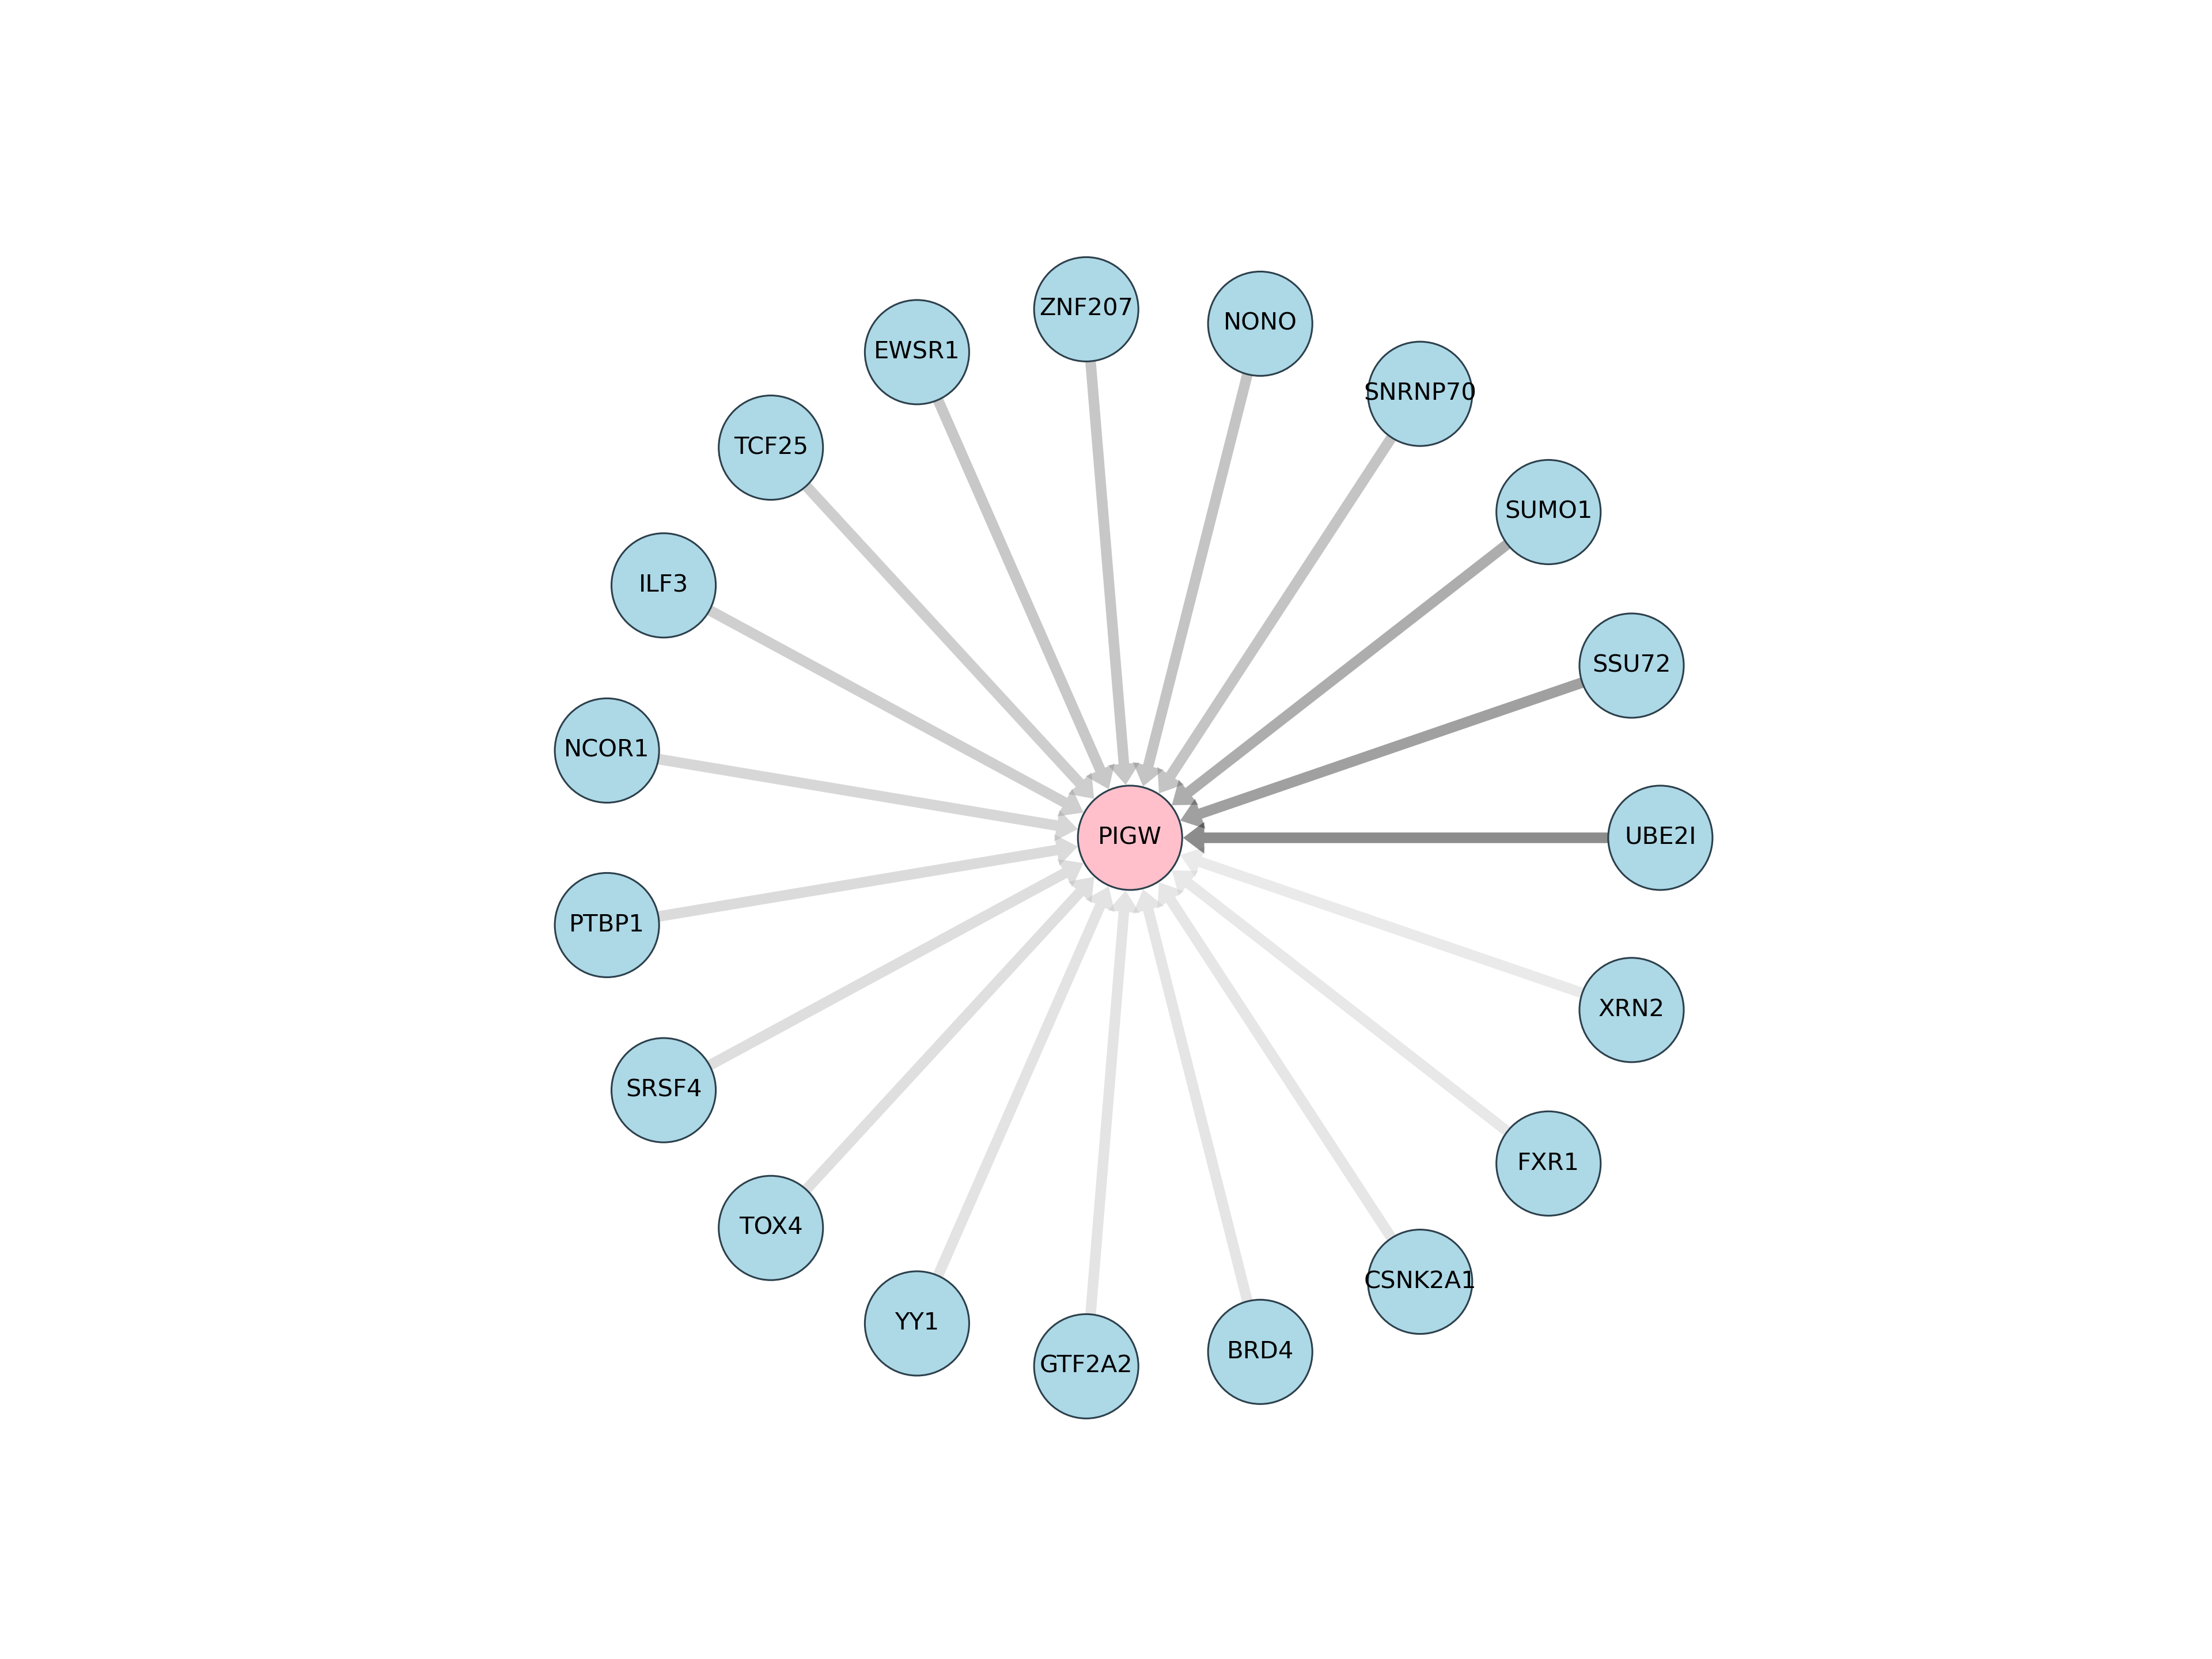 ZNF207
NONO
EWSR1
SNRNP70
TCF25
SUMO1
ILF3
SSU72
NCOR1
PIGW
UBE2I
PTBP1
XRN2
SRSF4
FXR1
TOX4
CSNK2A1
YY1
BRD4
GTF2A2